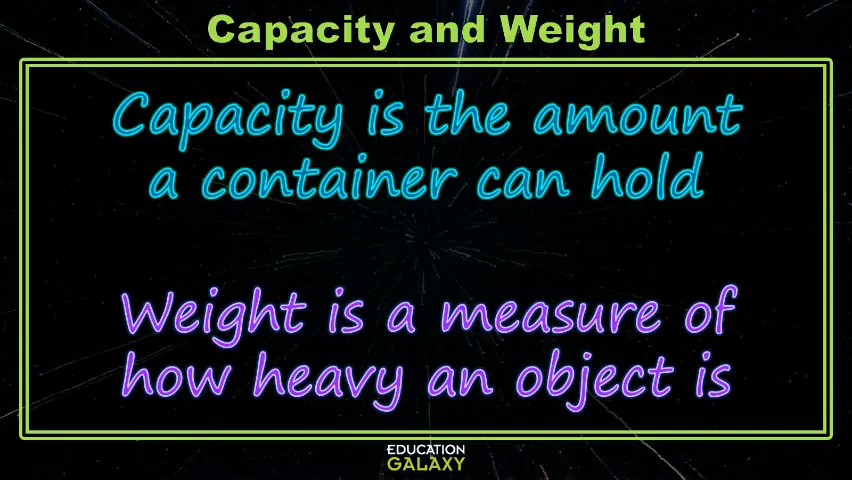 Capacity and Weight
Capacity is the amount
a container can hold
Weight is a measure of
how heavy an object is
EDUCATION
GALAXY